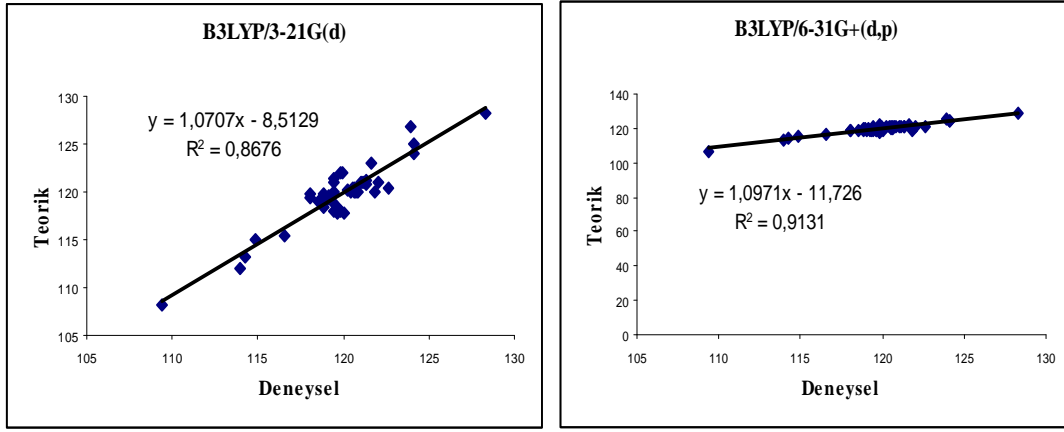 B3LYP/3-21G(d)
y = 1,0707x - 8,5129
R² = 0,8676
130
125
120
115
110
105
105 110 115 120 125 130
Teorik
Deneysel
B3LYP/6-31G+(d,p)
y = 1,0971x - 11,726
R² = 0,9131
140
120
100
80
60
40
20
0
105 110 115 120 125 130
Teorik
Deneysel